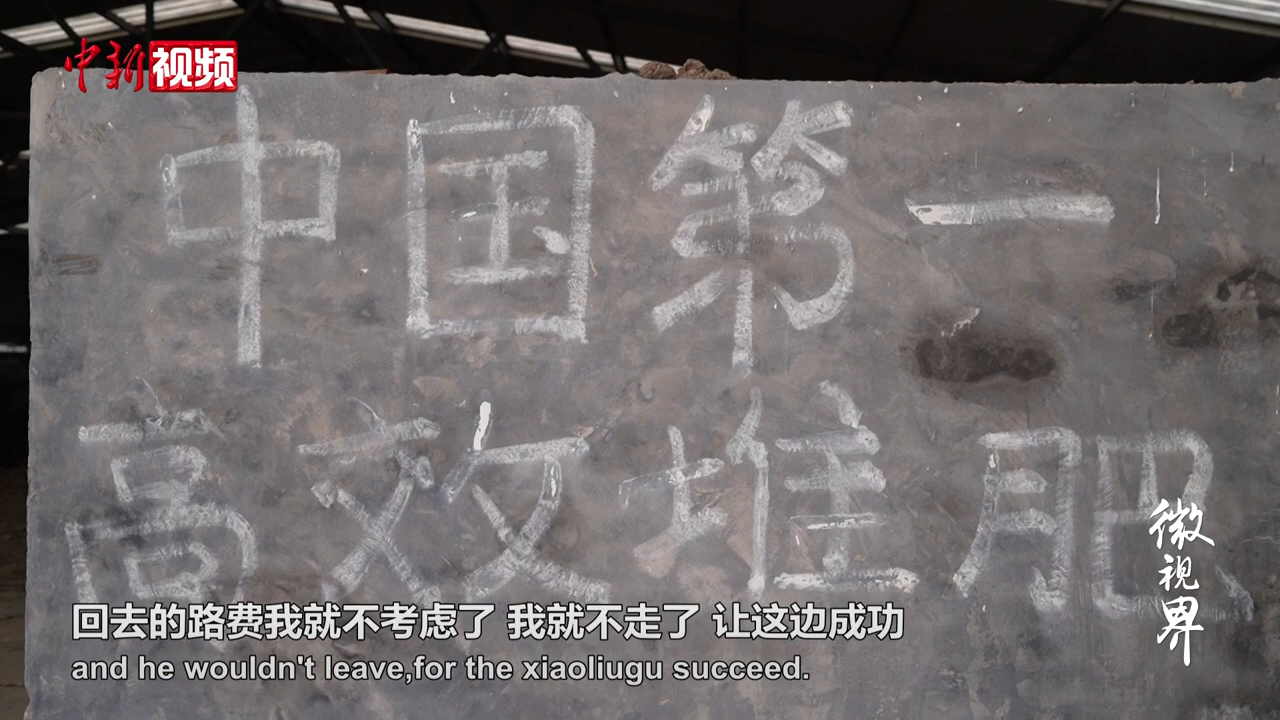 中新视频
中国第一
高效堆肥
微视界
回去的路费我就不考虑了 我就不走了 让这边成功
and he wouldn't leave,for the xiaoliugu succeed.